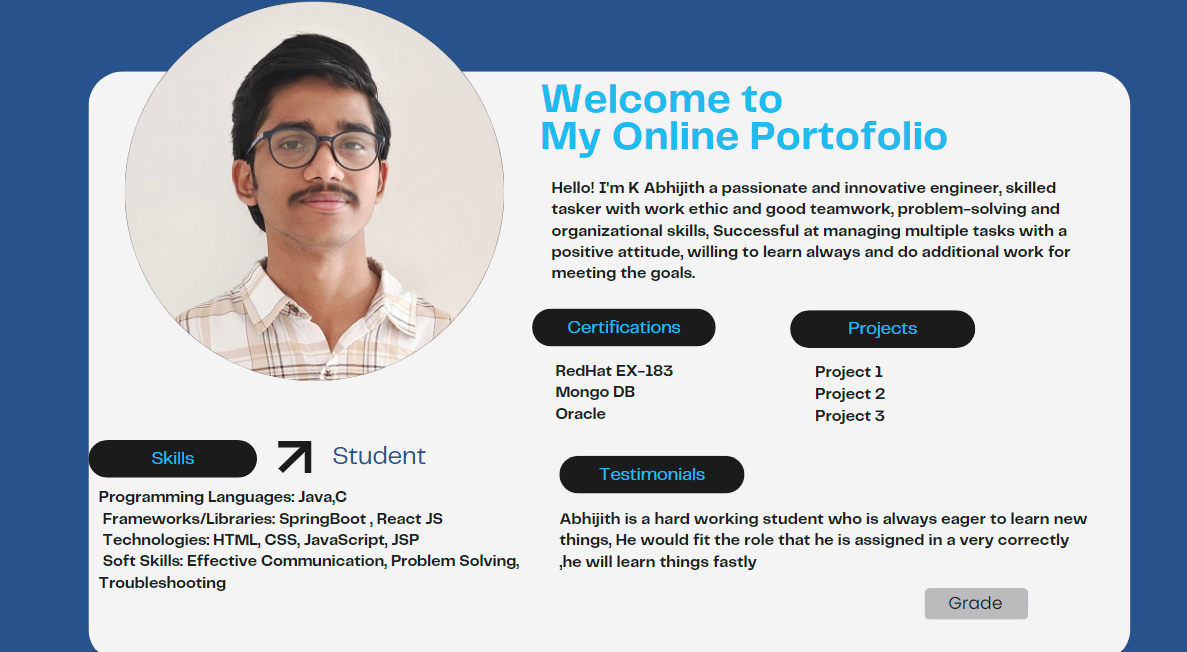 Welcome to
My Online Portofolio
Hello! I'm K Abhijith a passionate and innovative engineer, skilled
tasker with work ethic and good teamwork, problem-solving and
organizational skills, Successful at managing multiple tasks with a
positive attitude, willing to learn always and do additional work for
meeting the goals.
Certifications
RedHat EX-183
Mongo DB
Oracle
Projects
Project 1
Project 2
Project 3
Skills
Student
Programming Languages: Java,C
Frameworks/Libraries: SpringBoot , React JS
Technologies: HTML, CSS, JavaScript, JSP
Soft Skills: Effective Communication, Problem Solving,
Troubleshooting
Testimonials
Abhijith is a hard working student who is always eager to learn new
things, He would fit the role that he is assigned in a very correctly
,he will learn things fastly
Grade